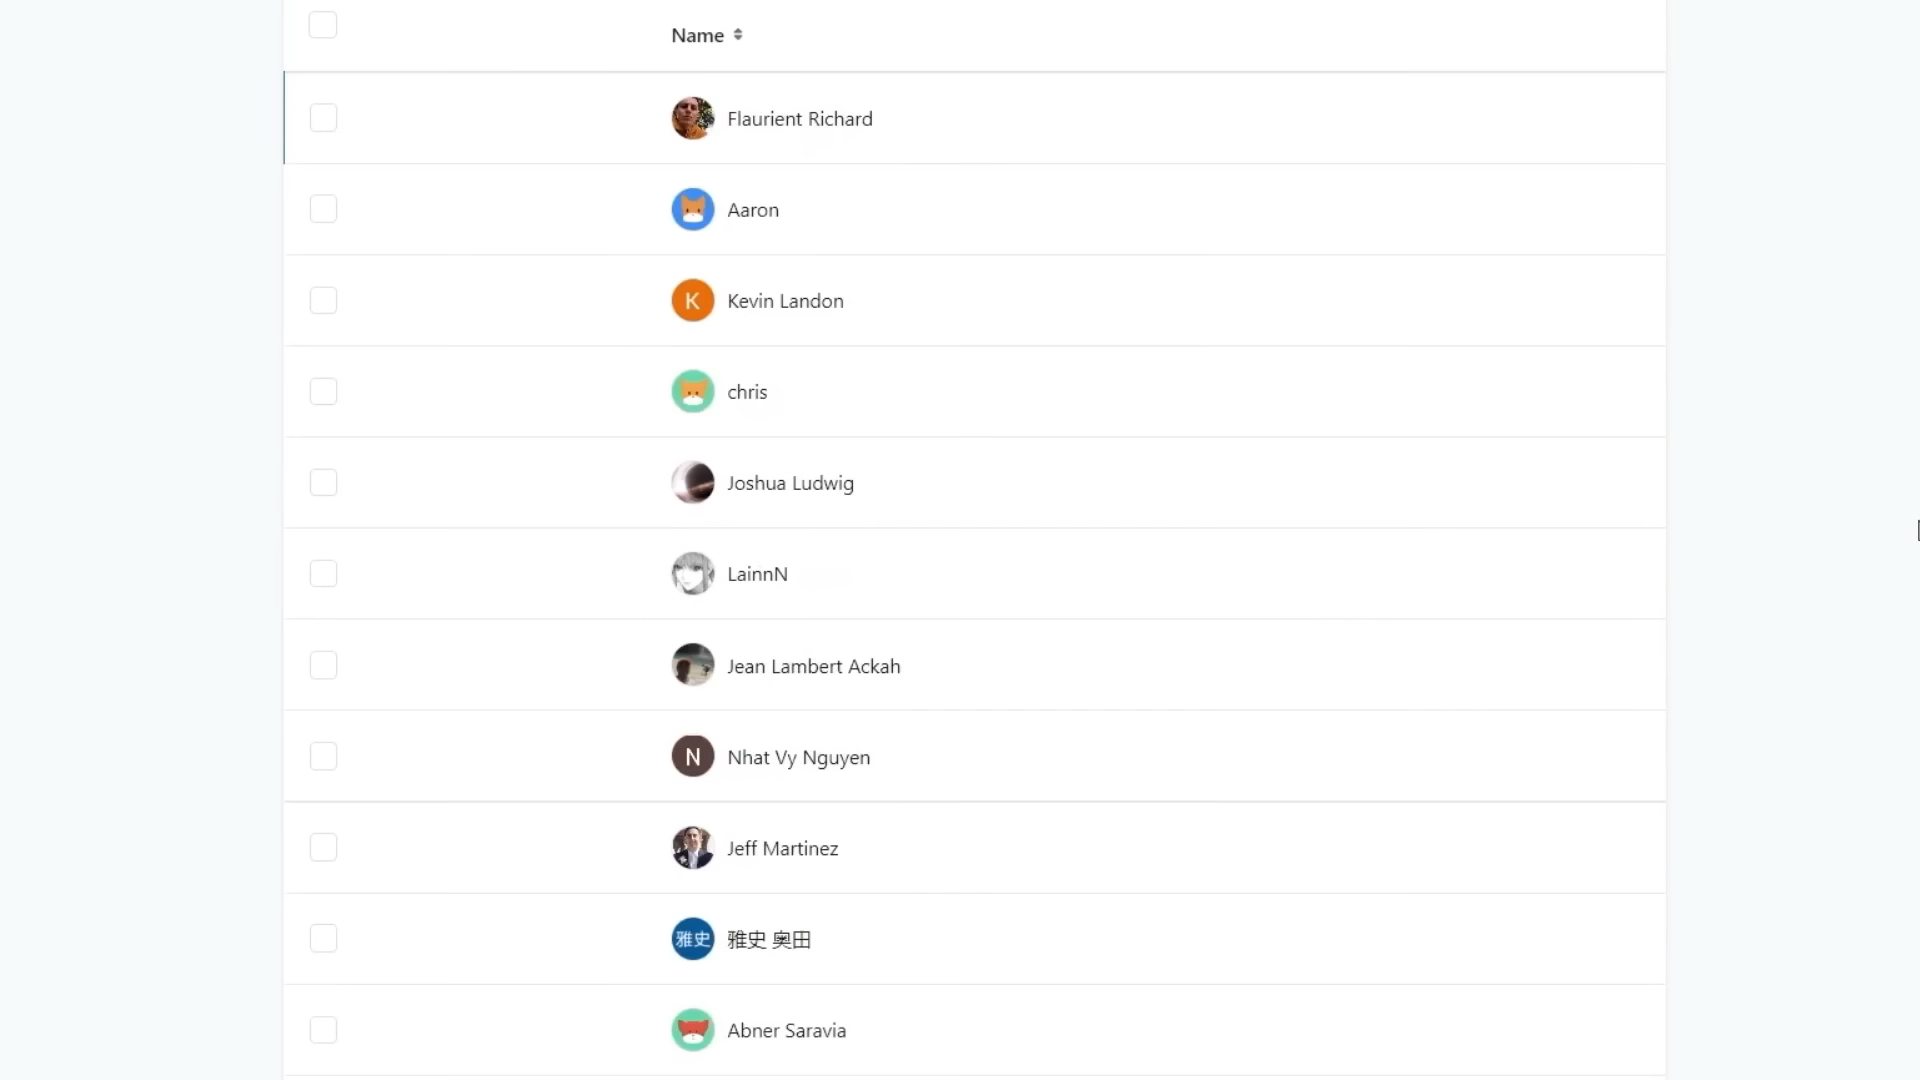 Name
Flaurient Richard
Aaron
K Kevin Landon
chris
Joshua Ludwig
LainnN
Jean Lambert Ackah
N Nhat Vy Nguyen
Jeff Martinez
雅史 雅史 奥田
Abner Saravia